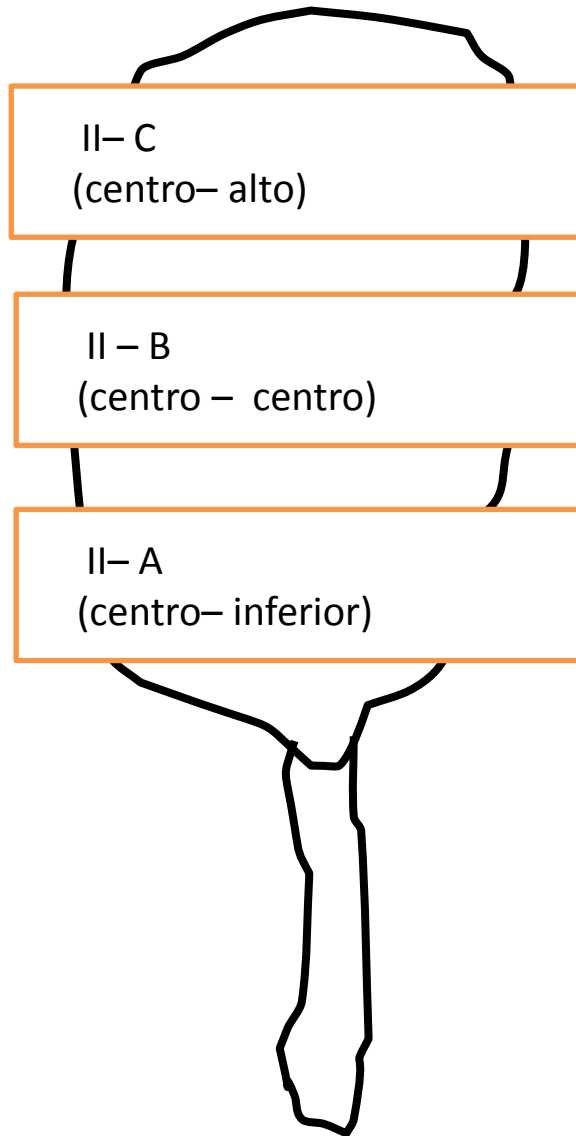 II– C
(centro– alto)
II – B
(centro –  centro)
II– A
(centro– inferior)